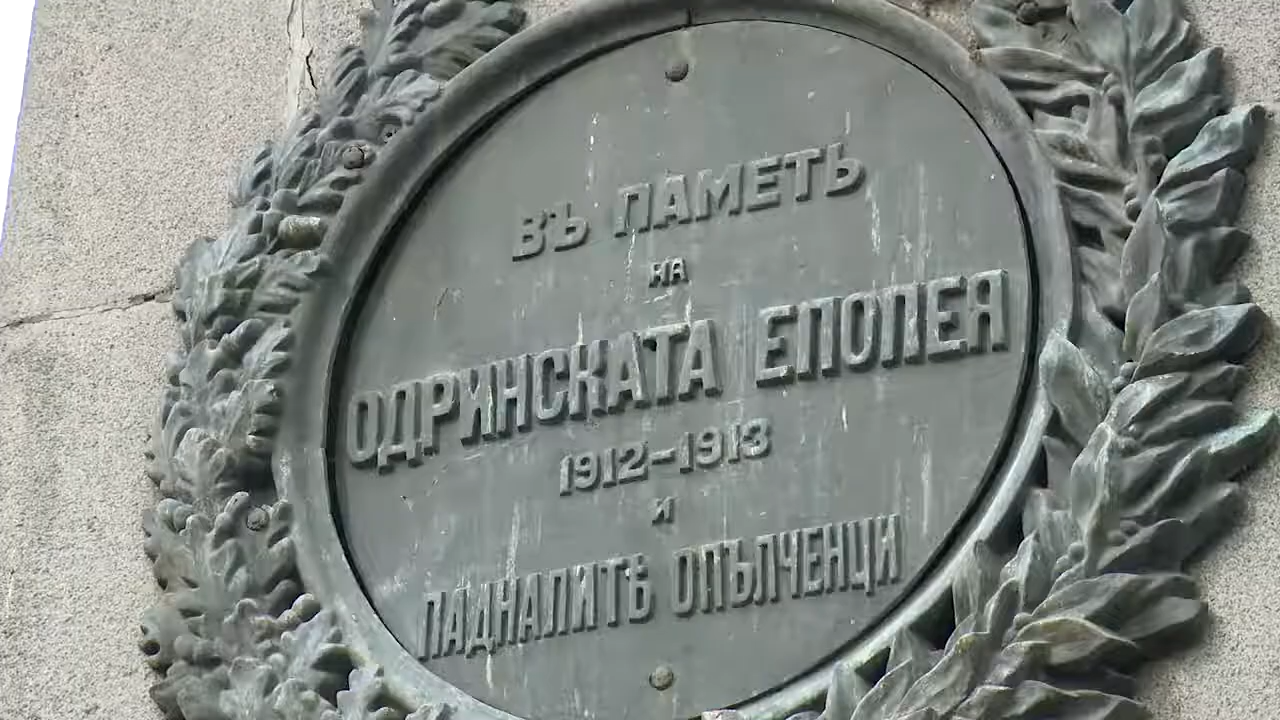 ВЪ ПАМЕТЬ
НА
ОДРИНСКАТА ЕПОПЕЯ
1912–1913
И
ПАДНАЛИТѢ ОПЪЛЧЕНЦИ